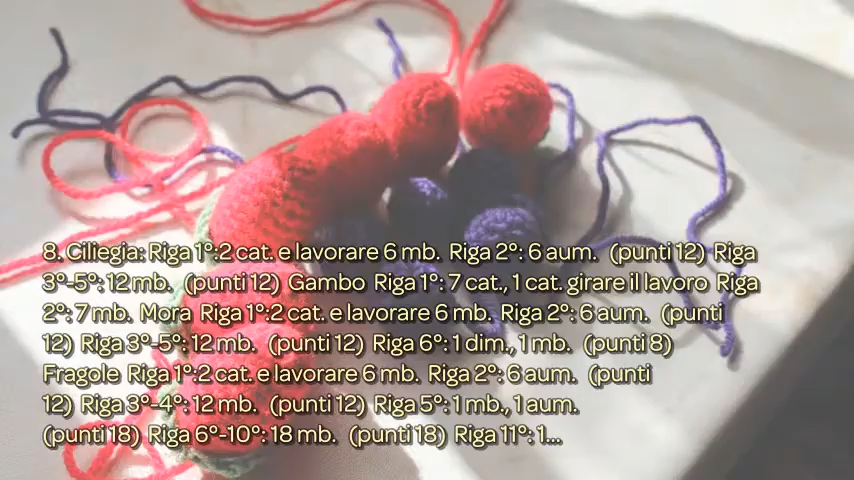 8. Ciliegia: Riga 1°:2 cat. e lavorare 6 mb. Riga 2°: 6 aum. (punti 12) Riga
3°-5°: 12 mb. (punti 12) Gambo Riga 1°: 7 cat., 1 cat. girare il lavoro Riga
2°: 7 mb. Mora Riga 1°:2 cat. e lavorare 6 mb. Riga 2°: 6 aum. (punti
12) Riga 3°-5°: 12 mb. (punti 12) Riga 6°: 1 dim., 1 mb. (punti 8)
Fragole Riga 1°:2 cat. e lavorare 6 mb. Riga 2°: 6 aum. (punti
12) Riga 3°-4°: 12 mb. (punti 12) Riga 5°: 1 mb., 1 aum.
(punti 18) Riga 6°-10°: 18 mb. (punti 18) Riga 11°: 1...